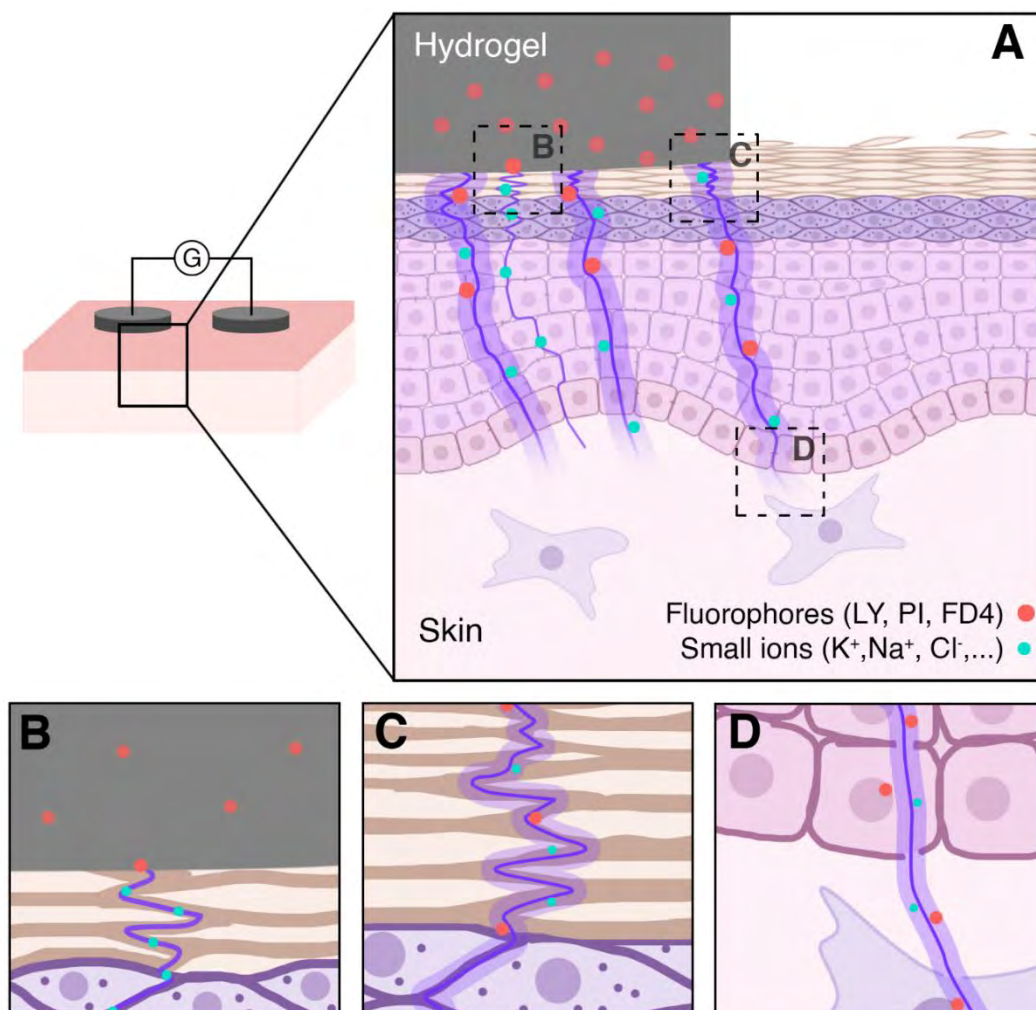 Hydrogel
A
B
C
G
D
Skin
Fluorophores (LY, PI, FD4)
Small ions (K⁺,Na⁺, Cl⁻,...)
B
C
D